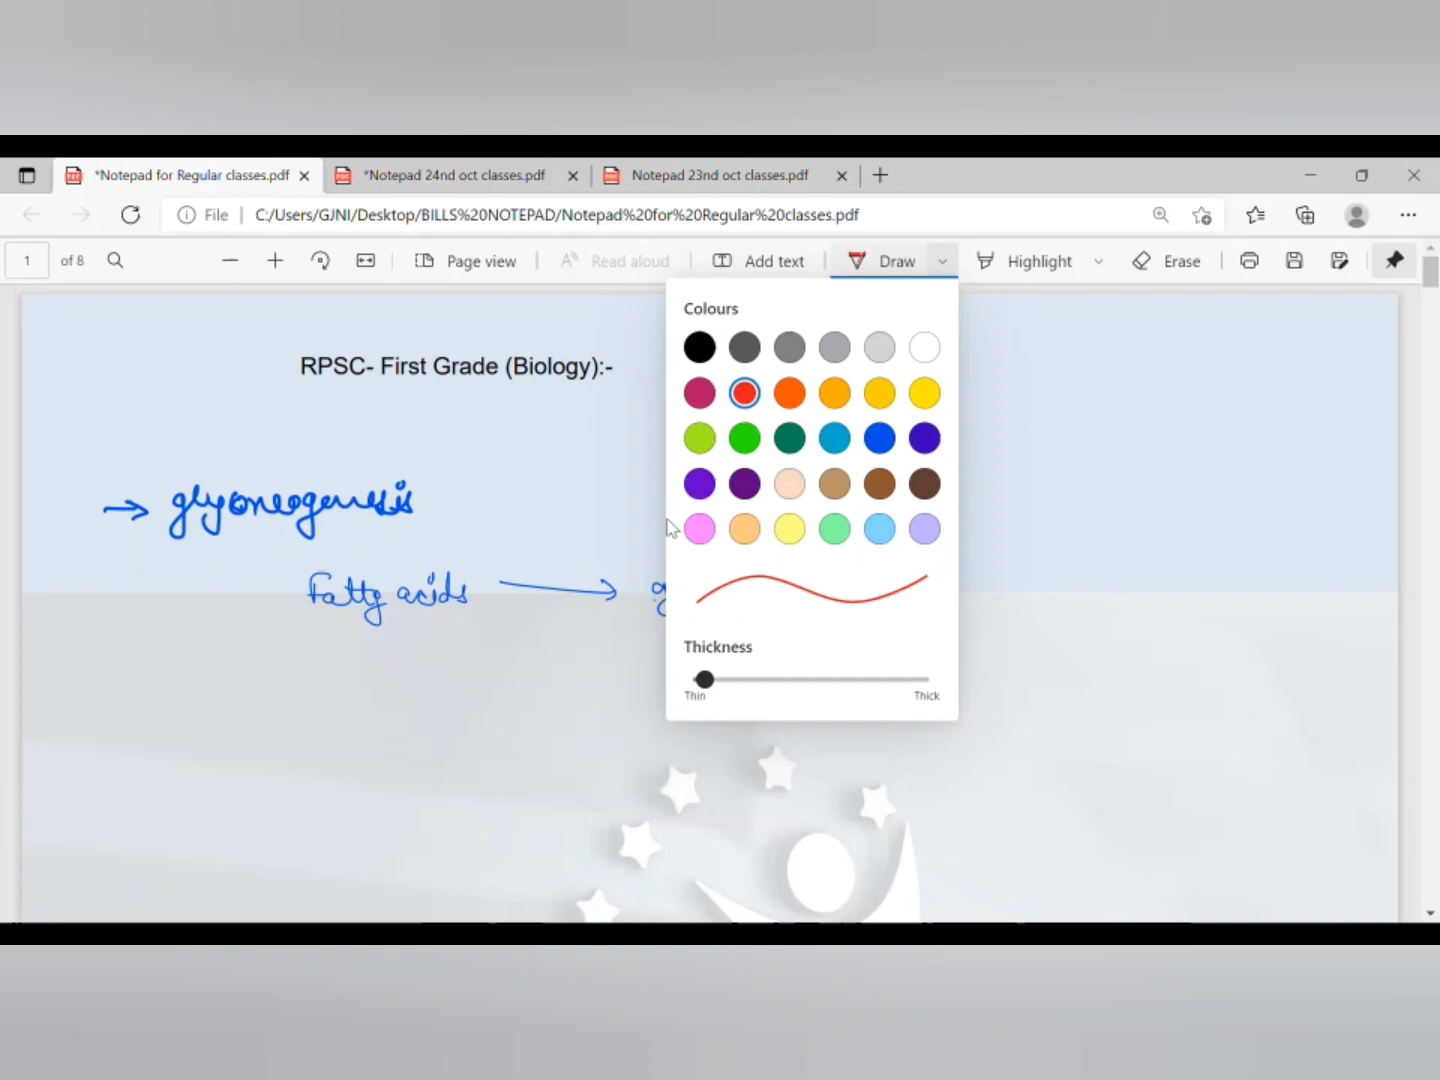 *Notepad for Regular classes.pdf
*Notepad 24nd oct classes.pdf
Notepad 23nd oct classes.pdf
File
C:/Users/GJNI/Desktop/BILLS%20NOTEPAD/Notepad%20for%20Regular%20classes.pdf
1 of 8
Page view
Read aloud
Add text
Draw
Highlight
Erase
Colours
RPSC- First Grade (Biology):-
→ glyoneogenesis
Fatty acids → g
Thickness
Thin
Thick